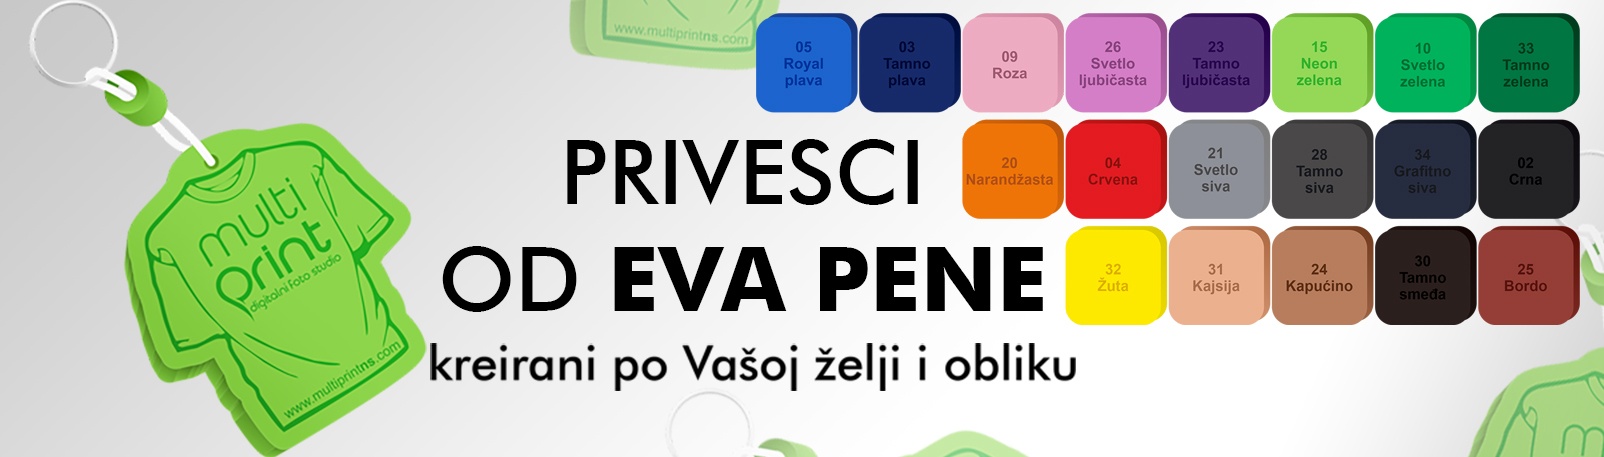 www.multiprintns.com
05
Royal
plava
03
Tamno
plava
09
Roza
26
Svetlo
ljubičasta
23
Tamno
ljubičasta
15
Neon
zelena
10
Svetlo
zelena
33
Tamno
zelena
20
Narandžasta
04
Crvena
21
Svetlo
siva
28
Tamno
siva
34
Grafitno
siva
02
Crna
32
Žuta
31
Kajsija
24
Kapućino
30
Tamno
smeđa
25
Bordo
PRIVESCI
OD EVA PENE
kreirani po Vašoj želji i obliku
multi
print
digitalni foto studio
www.multiprintns.com